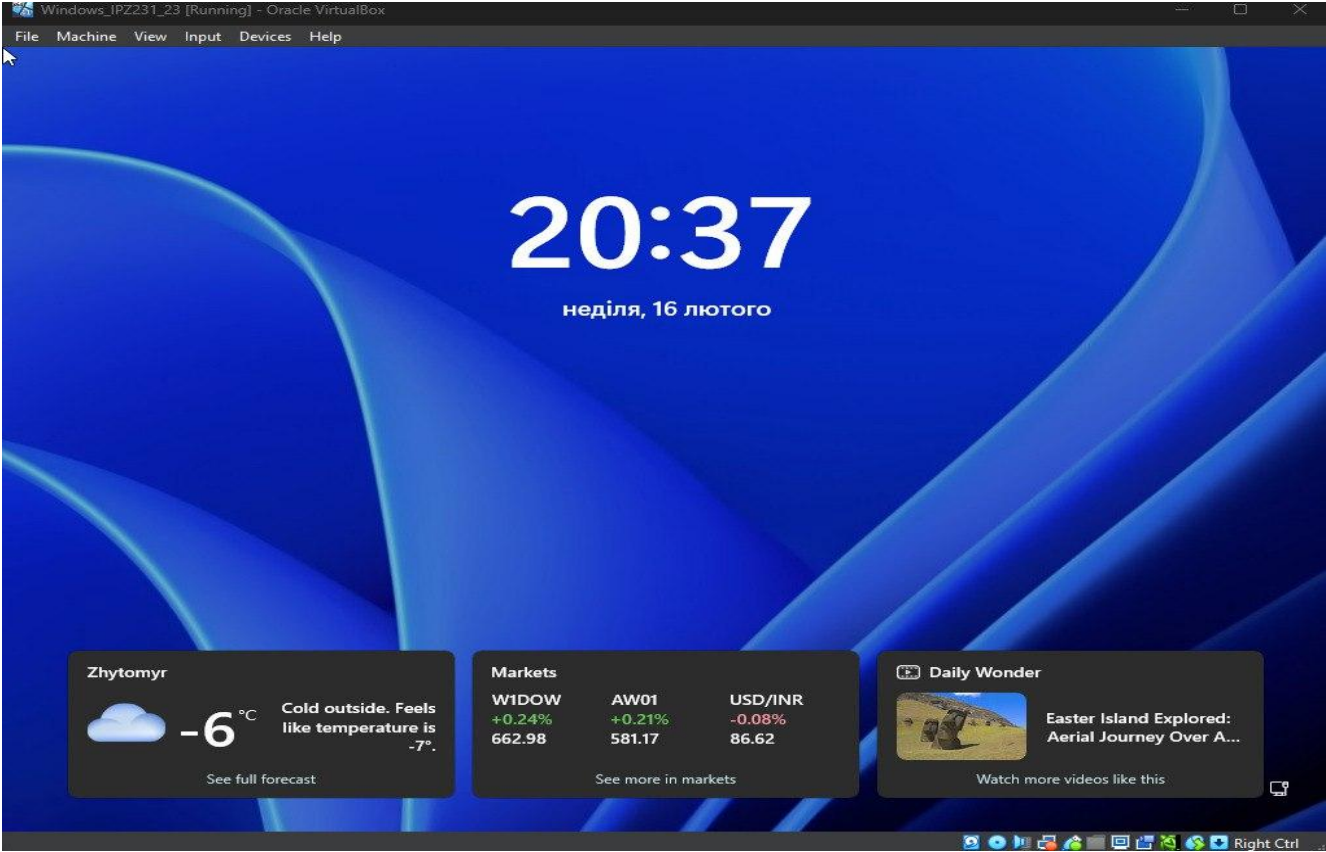 Windows_IPZ231_23 [Running] - Oracle VirtualBox
File Machine View Input Devices Help
20:37
неділя, 16 лютого
Zhytomyr
-6 °C
Cold outside. Feels
like temperature is
-7°.
See full forecast
Markets
W1DOW AW01 USD/INR
+0.24% +0.21% -0.08%
662.98 581.17 86.62
See more in markets
Daily Wonder
Easter Island Explored:
Aerial Journey Over A...
Watch more videos like this
Right Ctrl